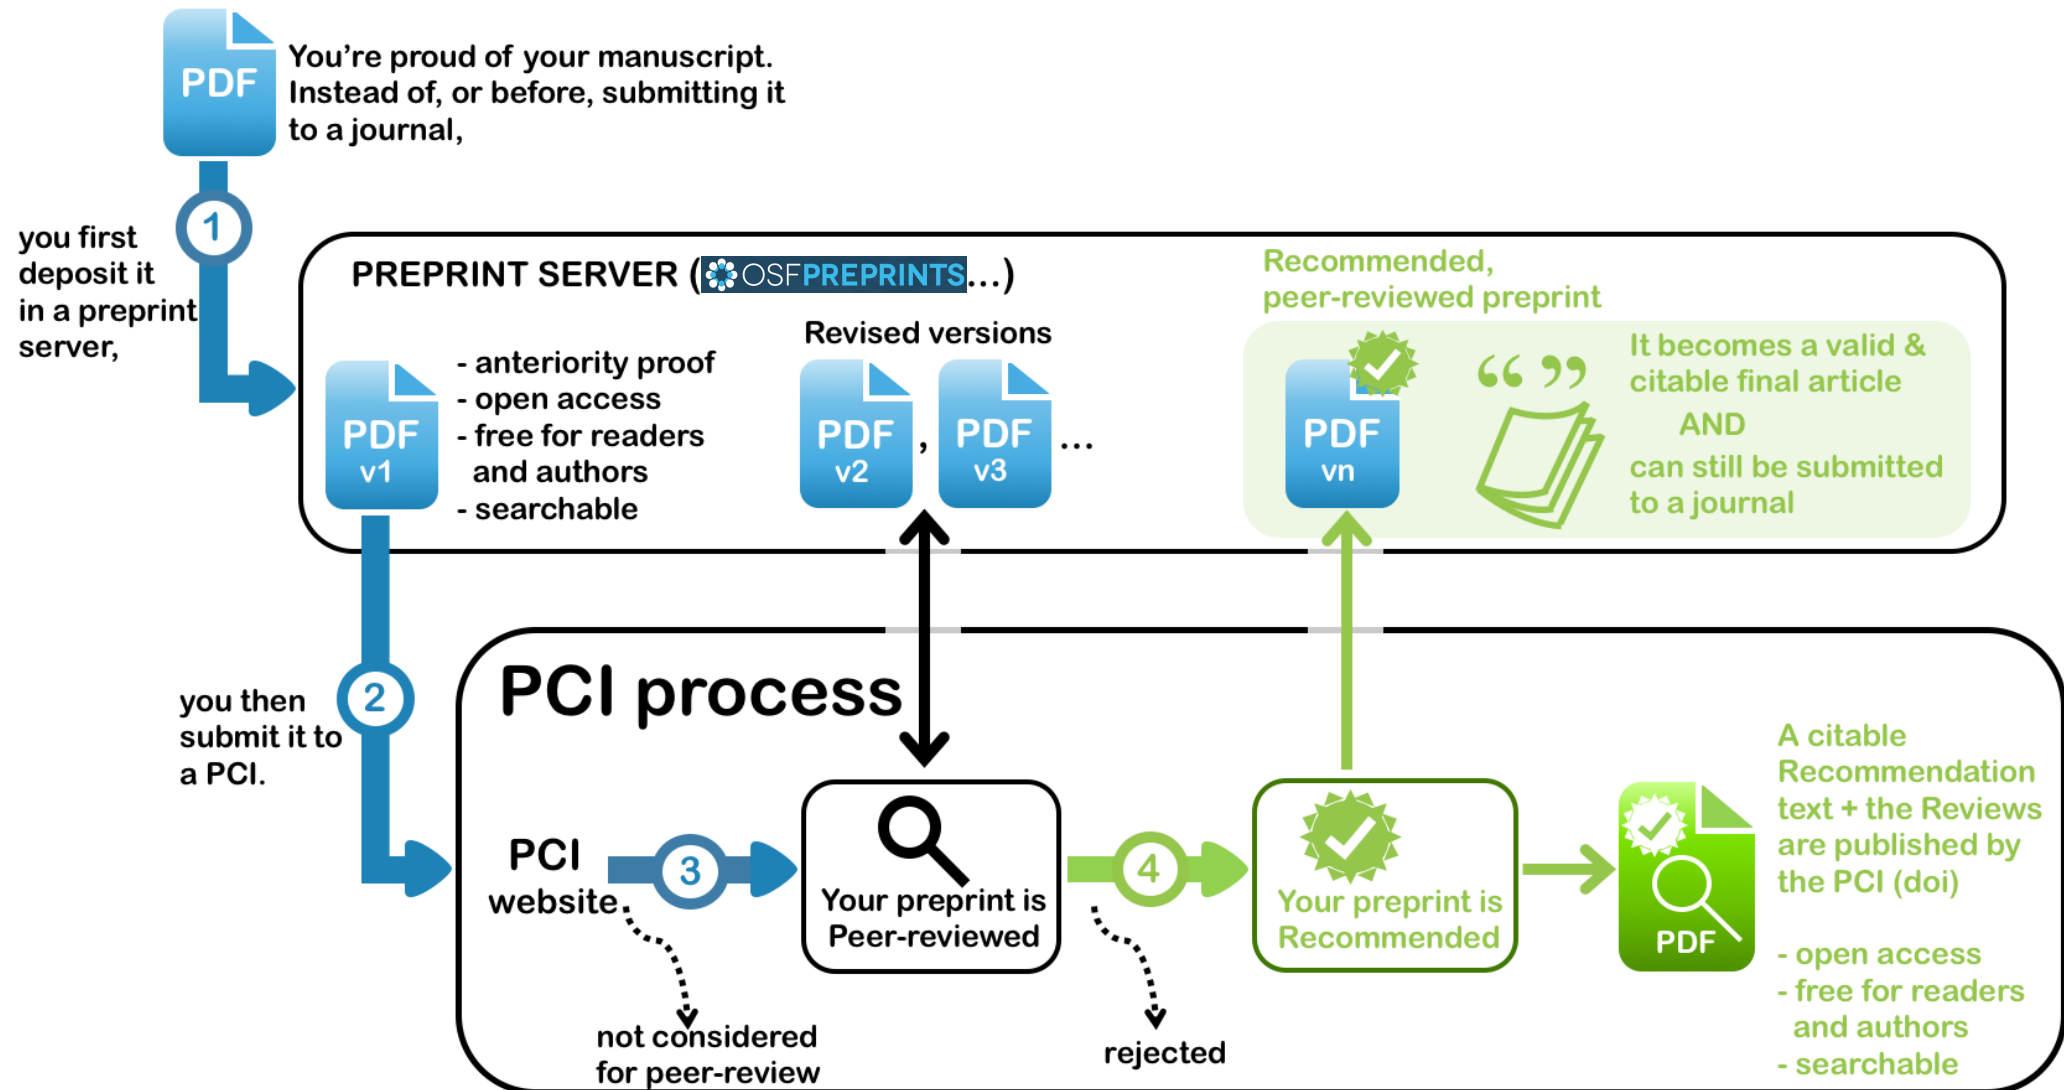 PDF
You're proud of your manuscript.
Instead of, or before, submitting it
to a journal,
1
you first
deposit it
in a preprint
server,
PREPRINT SERVER (OSFPREPRINTS...)
PDF
v1
- anteriority proof
- open access
- free for readers
and authors
- searchable
Revised versions
PDF
v2
,
PDF
v3
...
Recommended,
peer-reviewed preprint
PDF
vn
“ ”
It becomes a valid &
citable final article
AND
can still be submitted
to a journal
2
you then
submit it to
a PCI.
PCI process
PCI
website
3
not considered
for peer-review
Your preprint is
Peer-reviewed
4
rejected
Your preprint is
Recommended
PDF
A citable
Recommendation
text + the Reviews
are published by
the PCI (doi)
- open access
- free for readers
and authors
- searchable